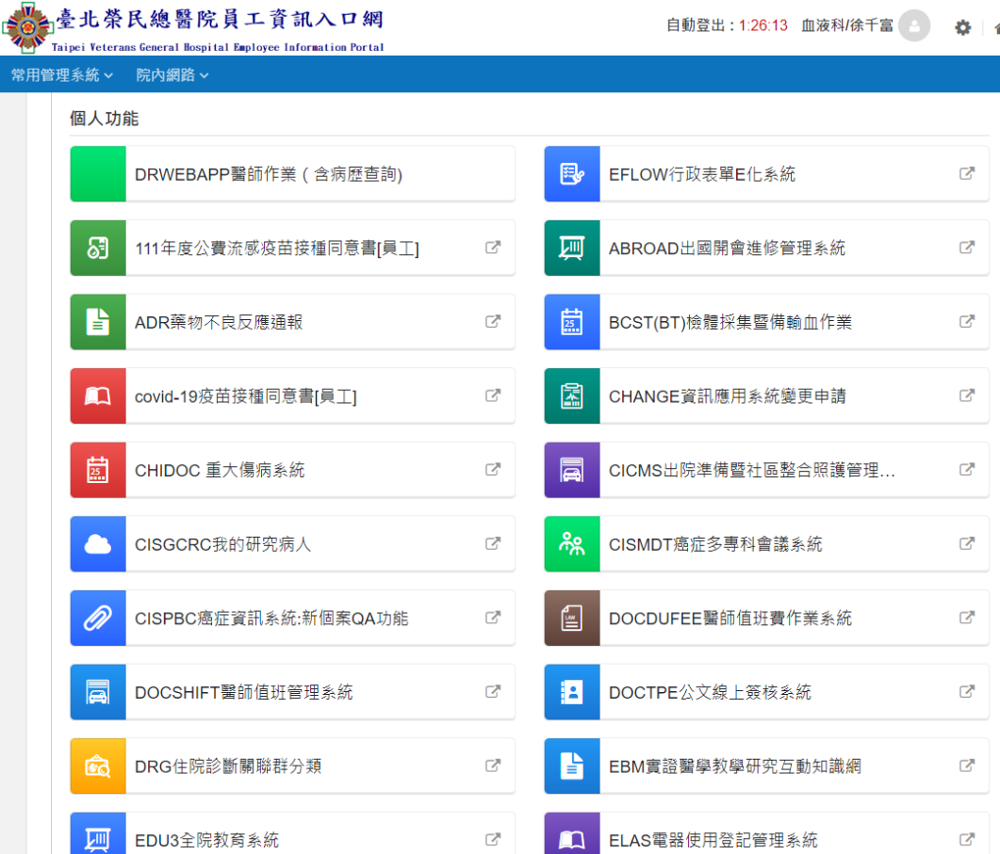 臺北榮民總醫院員工資訊入口網
Taipei Veterans General Hospital Employee Information Portal
自動登出：1:26:13 血液科/徐千富
常用管理系統 院內網路
個人功能
DRWEBAPP醫師作業（含病歷查詢)
EFLOW行政表單E化系統
111年度公費流感疫苗接種同意書[員工]
ABROAD出國開會進修管理系統
ADR藥物不良反應通報
BCST(BT)檢體採集暨備輸血作業
covid-19疫苗接種同意書[員工]
CHANGE資訊應用系統變更申請
CHIDOC 重大傷病系統
CICMS出院準備暨社區整合照護管理...
CISGCRC我的研究病人
CISMDT癌症多專科會議系統
CISPBC癌症資訊系統:新個案QA功能
DOCDUFEE醫師值班費作業系統
DOCSHIFT醫師值班管理系統
DOCTPE公文線上簽核系統
DRG住院診斷關聯群分類
EBM實證醫學教學研究互動知識網
EDU3全院教育系統
ELAS電器使用登記管理系統